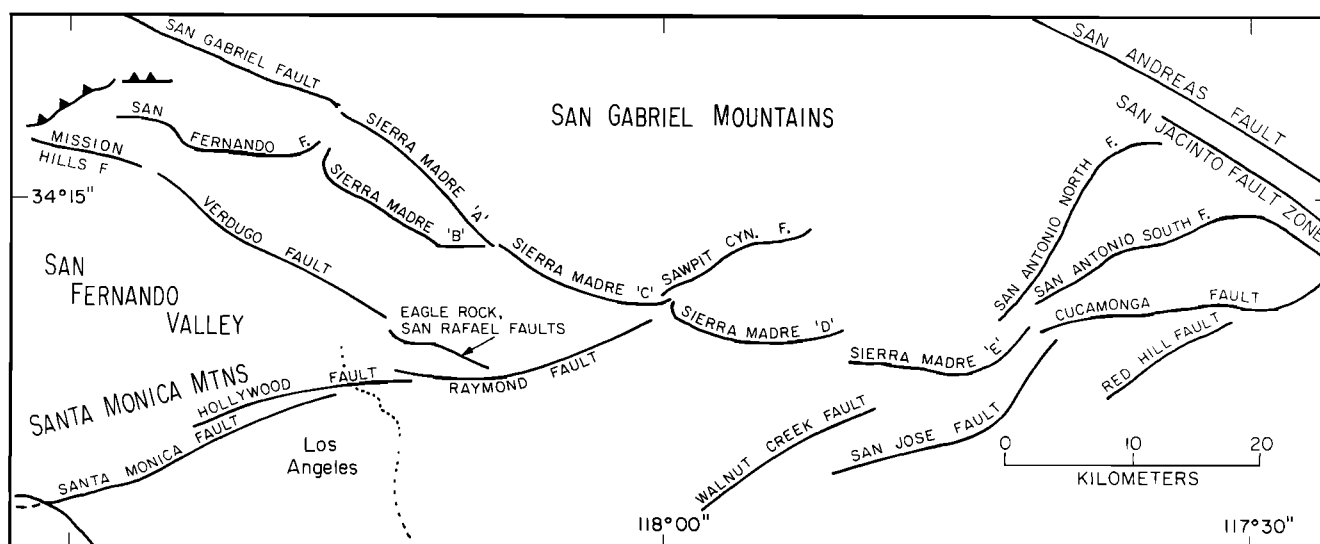 SAN GABRIEL FAULT
SAN ANDREAS FAULT
SAN GABRIEL MOUNTAINS
SAN JACINTO FAULT ZONE
SAN FERNANDO F.
MISSION
HILLS F
SIERRA MADRE 'A'
SIERRA MADRE 'B'
34°15"
VERDUGO FAULT
SAN ANTONIO NORTH F.
SAN ANTONIO SOUTH F.
SAWPIT CYN. F.
SIERRA MADRE 'C'
SAN
FERNANDO
VALLEY
EAGLE ROCK,
SAN RAFAEL FAULTS
SIERRA MADRE 'D'
CUCAMONGA FAULT
SIERRA MADRE 'E'
RED HILL FAULT
RAYMOND FAULT
SANTA MONICA MTNS
HOLLYWOOD FAULT
SANTA MONICA FAULT
Los
Angeles
WALNUT CREEK FAULT
SAN JOSE FAULT
0 10 20
KILOMETERS
118°00"
117°30"